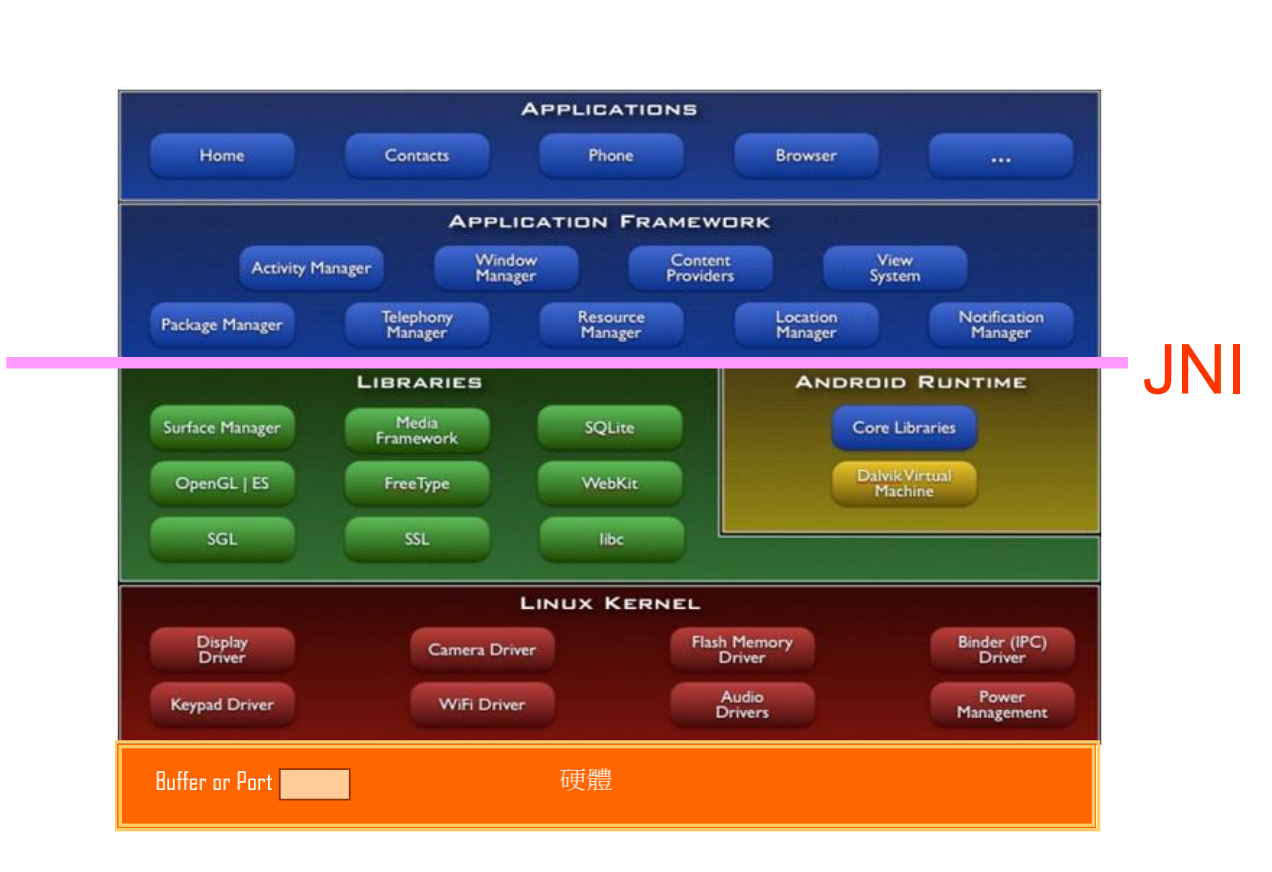 APPLICATIONS
Home
Contacts
Phone
Browser
...
APPLICATION FRAMEWORK
Activity Manager
Window
Manager
Content
Providers
View
System
Package Manager
Telephony
Manager
Resource
Manager
Location
Manager
Notification
Manager
JNI
LIBRARIES
Surface Manager
Media
Framework
SQLite
OpenGL | ES
FreeType
WebKit
SGL
SSL
libc
ANDROID RUNTIME
Core Libraries
Dalvik Virtual
Machine
LINUX KERNEL
Display
Driver
Camera Driver
Flash Memory
Driver
Binder (IPC)
Driver
Keypad Driver
WiFi Driver
Audio
Drivers
Power
Management
Buffer or Port
硬體